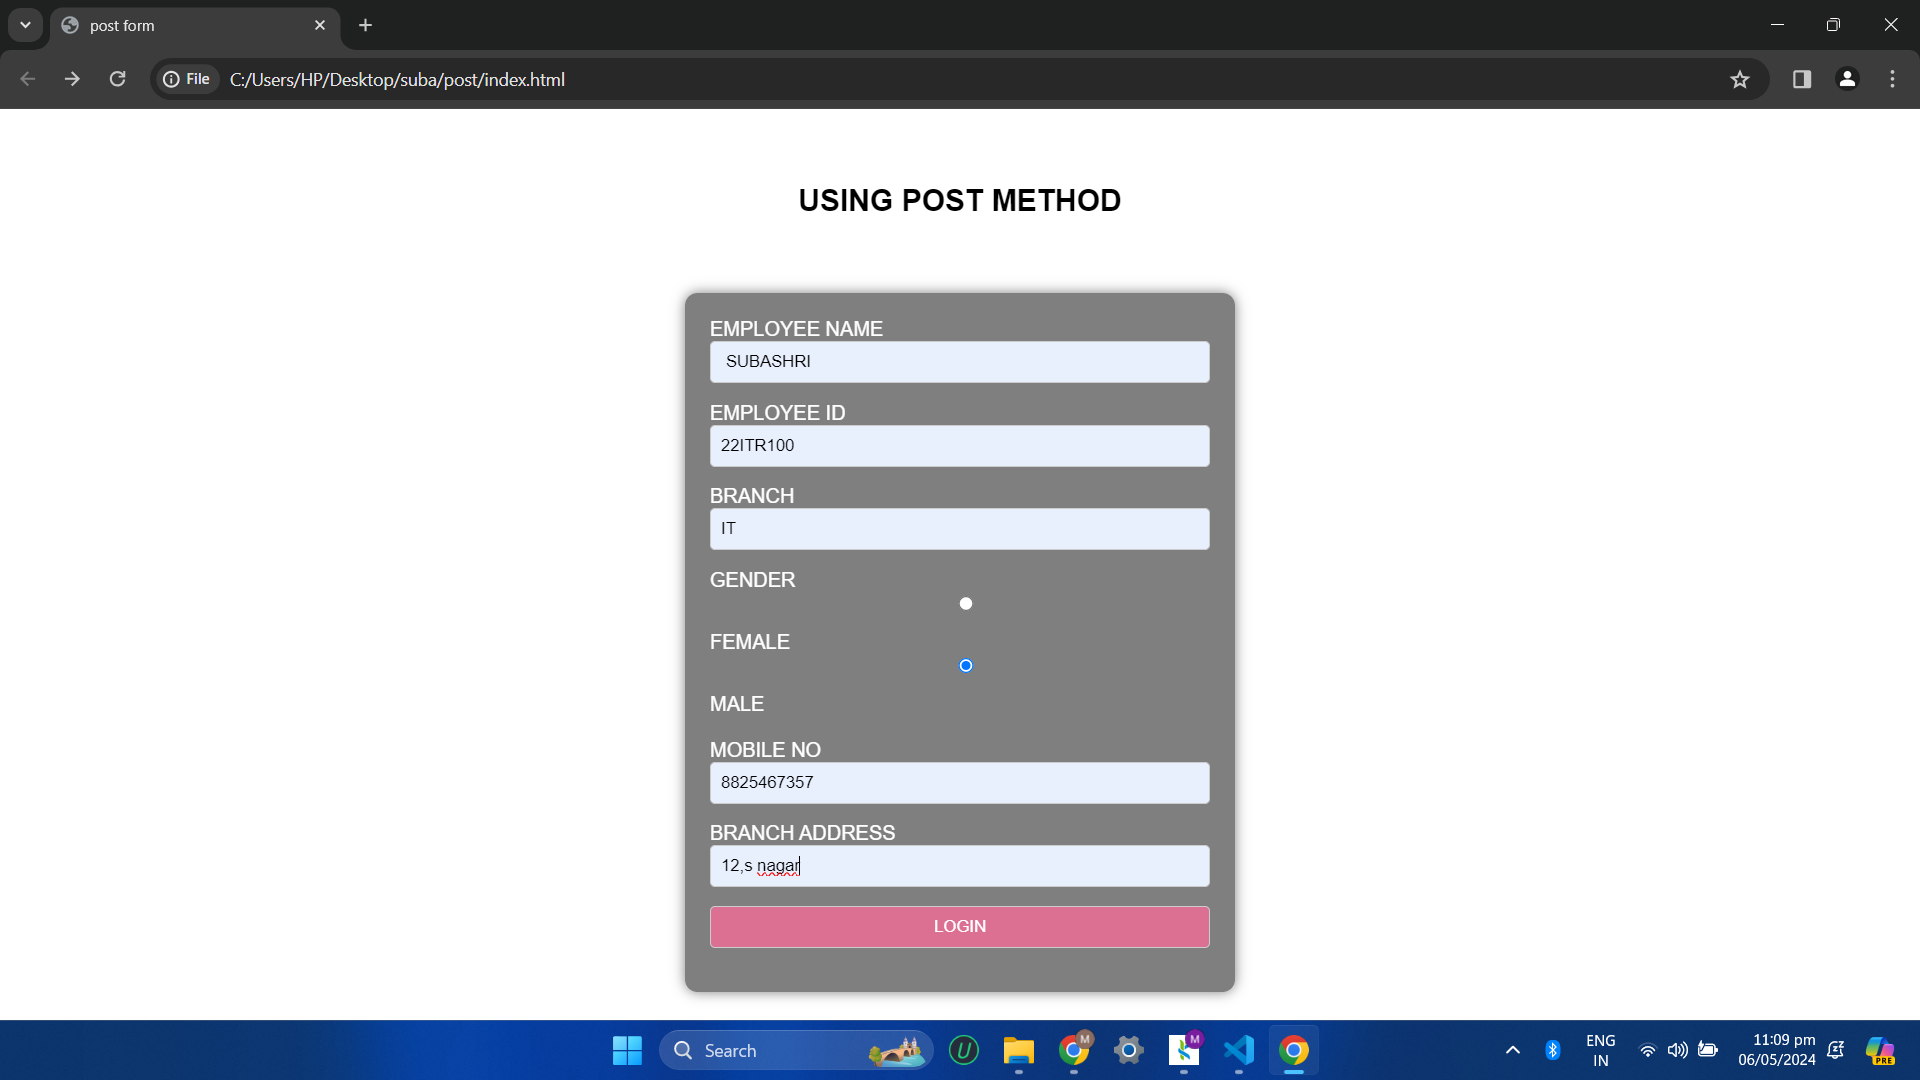 post form
File C:/Users/HP/Desktop/suba/post/index.html
USING POST METHOD
EMPLOYEE NAME
SUBASHRI
EMPLOYEE ID
22ITR100
BRANCH
IT
GENDER
FEMALE
MALE
MOBILE NO
8825467357
BRANCH ADDRESS
12,s nagar
LOGIN
Search
U
M
M
ENG
IN
11:09 pm
06/05/2024
PRE